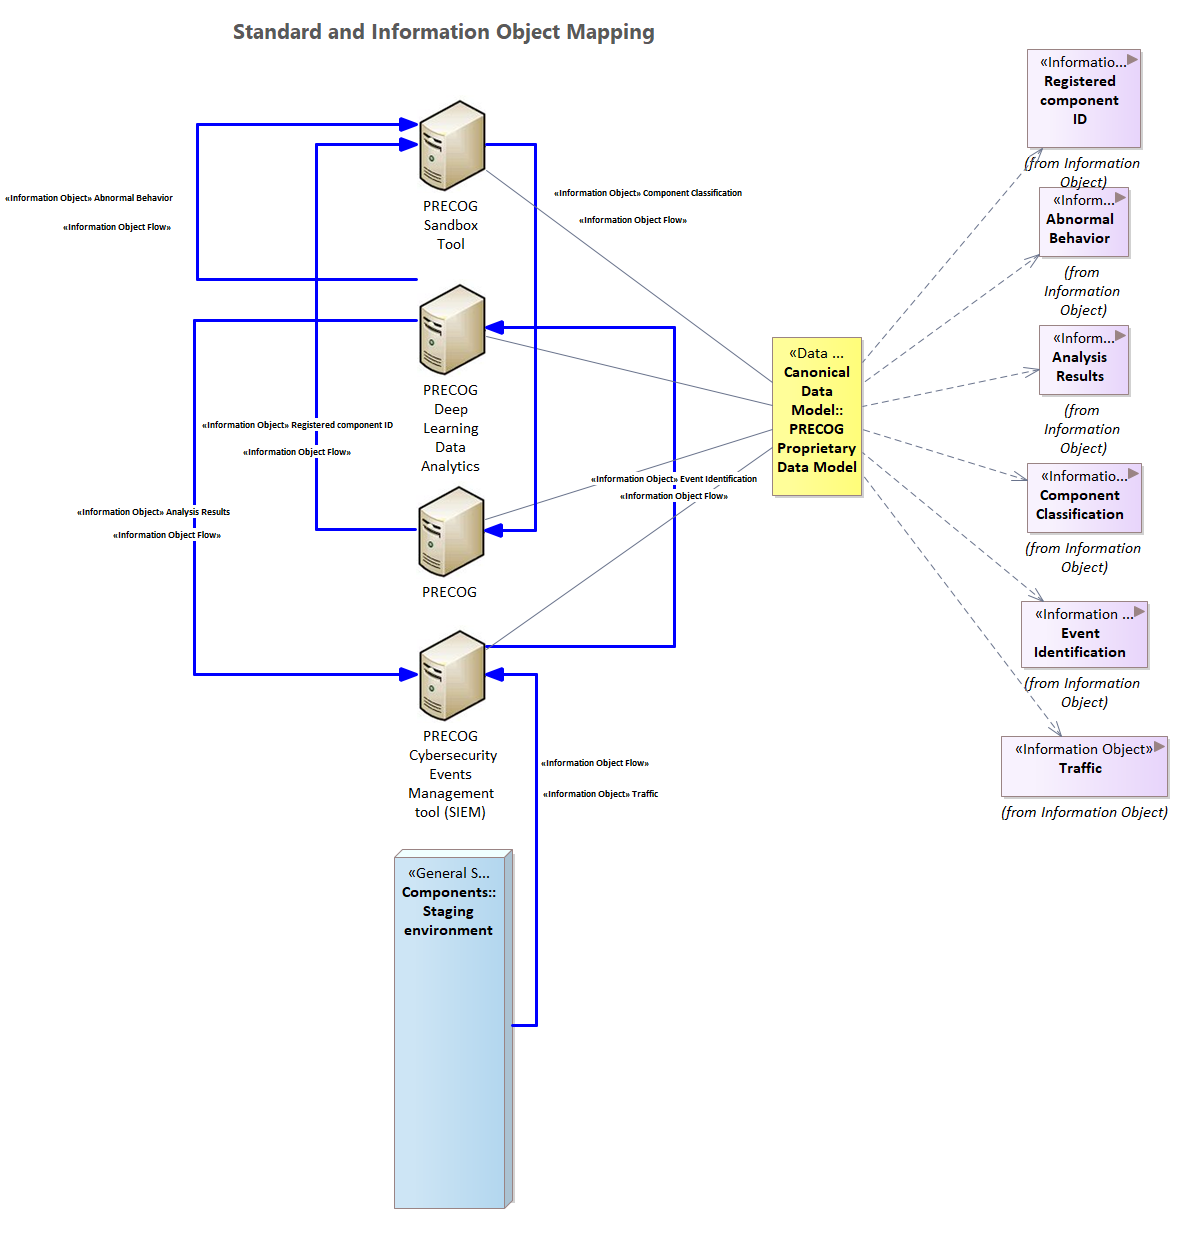 Standard and Information Object Mapping
«Informatio...
Registered
component
ID
(from Information
Object)
«Information Object» Abnormal Behavior
«Information Object Flow»
PRECOG
Sandbox
Tool
«Information Object» Component Classification
«Information Object Flow»
«Inform...
Abnormal
Behavior
(from
Information
Object)
«Inform...
Analysis
Results
(from
Information
Object)
«Data ...
Canonical
Data
Model::
PRECOG
Proprietary
Data Model
PRECOG
Deep
Learning
Data
Analytics
«Information Object» Registered component ID
«Information Object Flow»
«Information Object» Event Identification
«Information Object Flow»
«Informatio...
Component
Classification
(from Information
Object)
«Information Object» Analysis Results
«Information Object Flow»
PRECOG
«Information ...
Event
Identification
(from Information
Object)
PRECOG
Cybersecurity
Events
Management
tool (SIEM)
«Information Object Flow»
«Information Object» Traffic
«Information Object»
Traffic
(from Information Object)
«General S...
Components::
Staging
environment